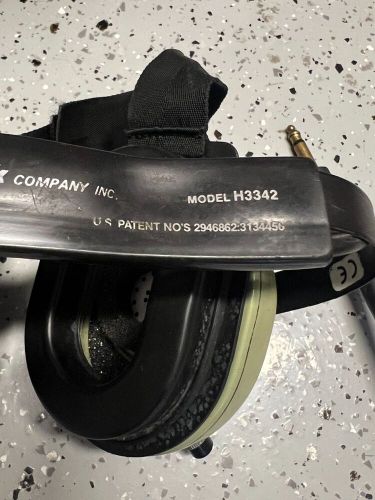 K COMPANY INC.
MODEL H3342
U.S. PATENT NO'S 2946862:3134456
CE